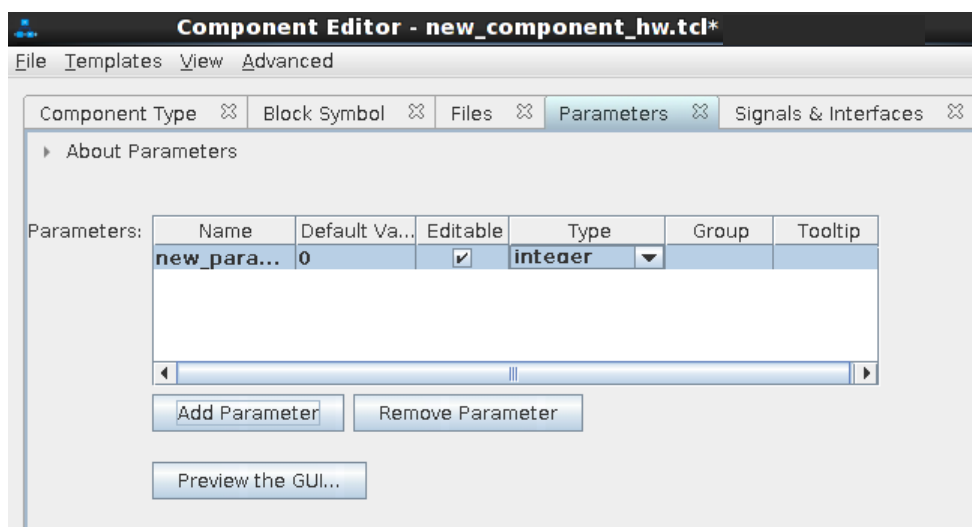 Component Editor - new_component_hw.tcl*
File Templates View Advanced
Component Type Block Symbol Files Parameters Signals & Interfaces
About Parameters
Parameters: Name Default Va... Editable Type Group Tooltip
new_para... 0 integer
Add Parameter Remove Parameter
Preview the GUI...